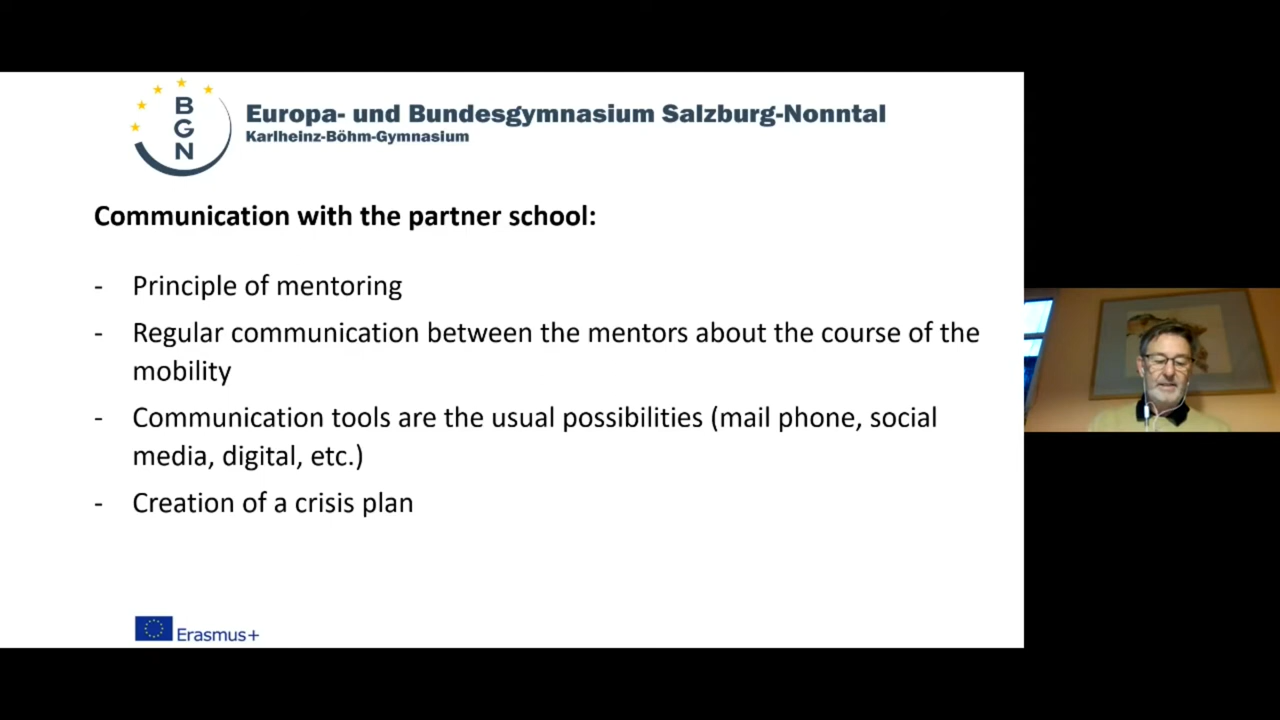 B
G
N
Europa- und Bundesgymnasium Salzburg-Nonntal
Karlheinz-Böhm-Gymnasium
Communication with the partner school:
- Principle of mentoring
- Regular communication between the mentors about the course of the
mobility
- Communication tools are the usual possibilities (mail phone, social
media, digital, etc.)
- Creation of a crisis plan
Erasmus+